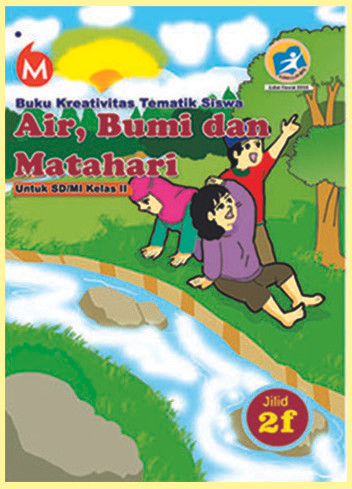 M
Buku Kreativitas Tematik Siswa
Air, Bumi dan
Matahari
Untuk SD/MI Kelas II
Jilid
2f